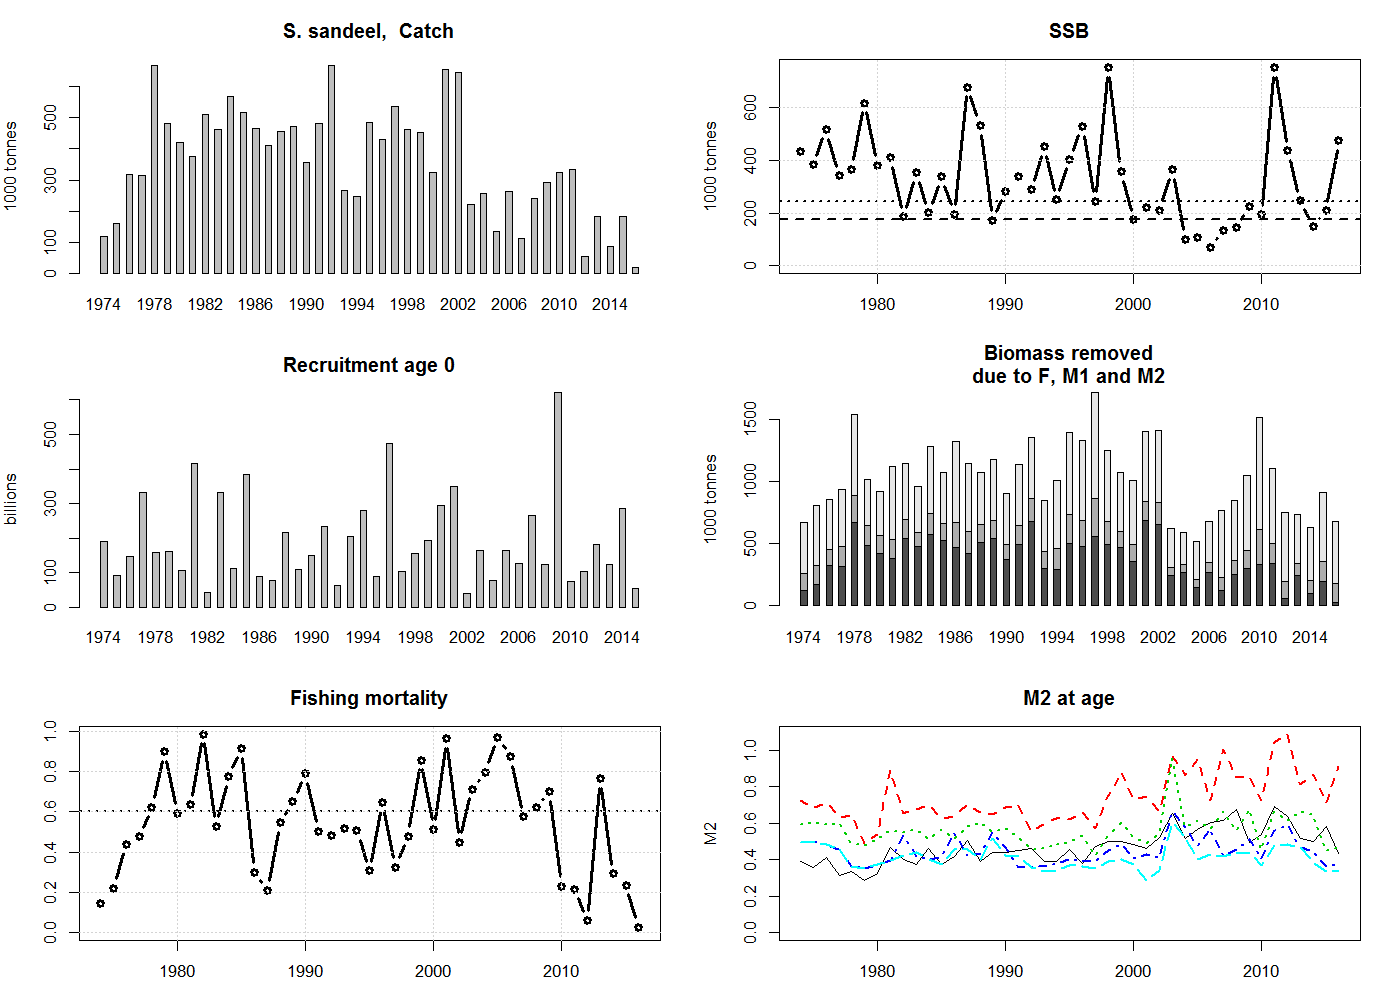 S. sandeel, Catch
1000 tonnes
0
100
300
500
1974 1978 1982 1986 1990 1994 1998 2002 2006 2010 2014
SSB
1000 tonnes
0
200
400
600
1980 1990 2000 2010
Recruitment age 0
billions
0
100
300
500
1974 1978 1982 1986 1990 1994 1998 2002 2006 2010 2014
Biomass removed
due to F, M1 and M2
1000 tonnes
0
500
1000
1500
1974 1978 1982 1986 1990 1994 1998 2002 2006 2010 2014
Fishing mortality
0.0
0.2
0.4
0.6
0.8
1.0
1980 1990 2000 2010
M2 at age
M2
0.0
0.2
0.4
0.6
0.8
1.0
1980 1990 2000 2010